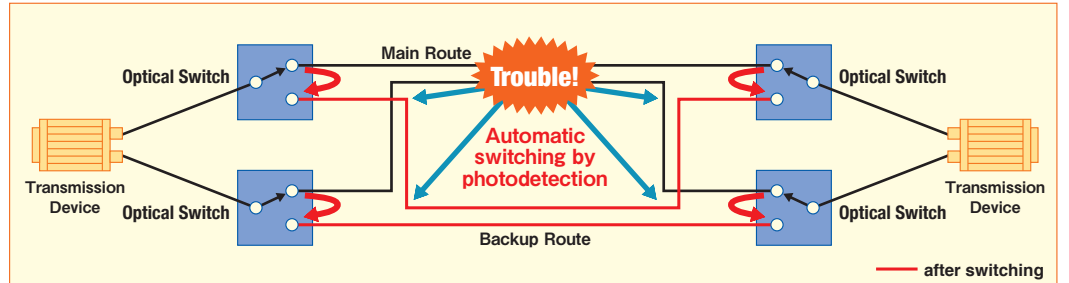 Main Route
Trouble!
Optical Switch
Optical Switch
Automatic
switching by
photodetection
Transmission
Device
Optical Switch
Transmission
Device
Optical Switch
Backup Route
after switching